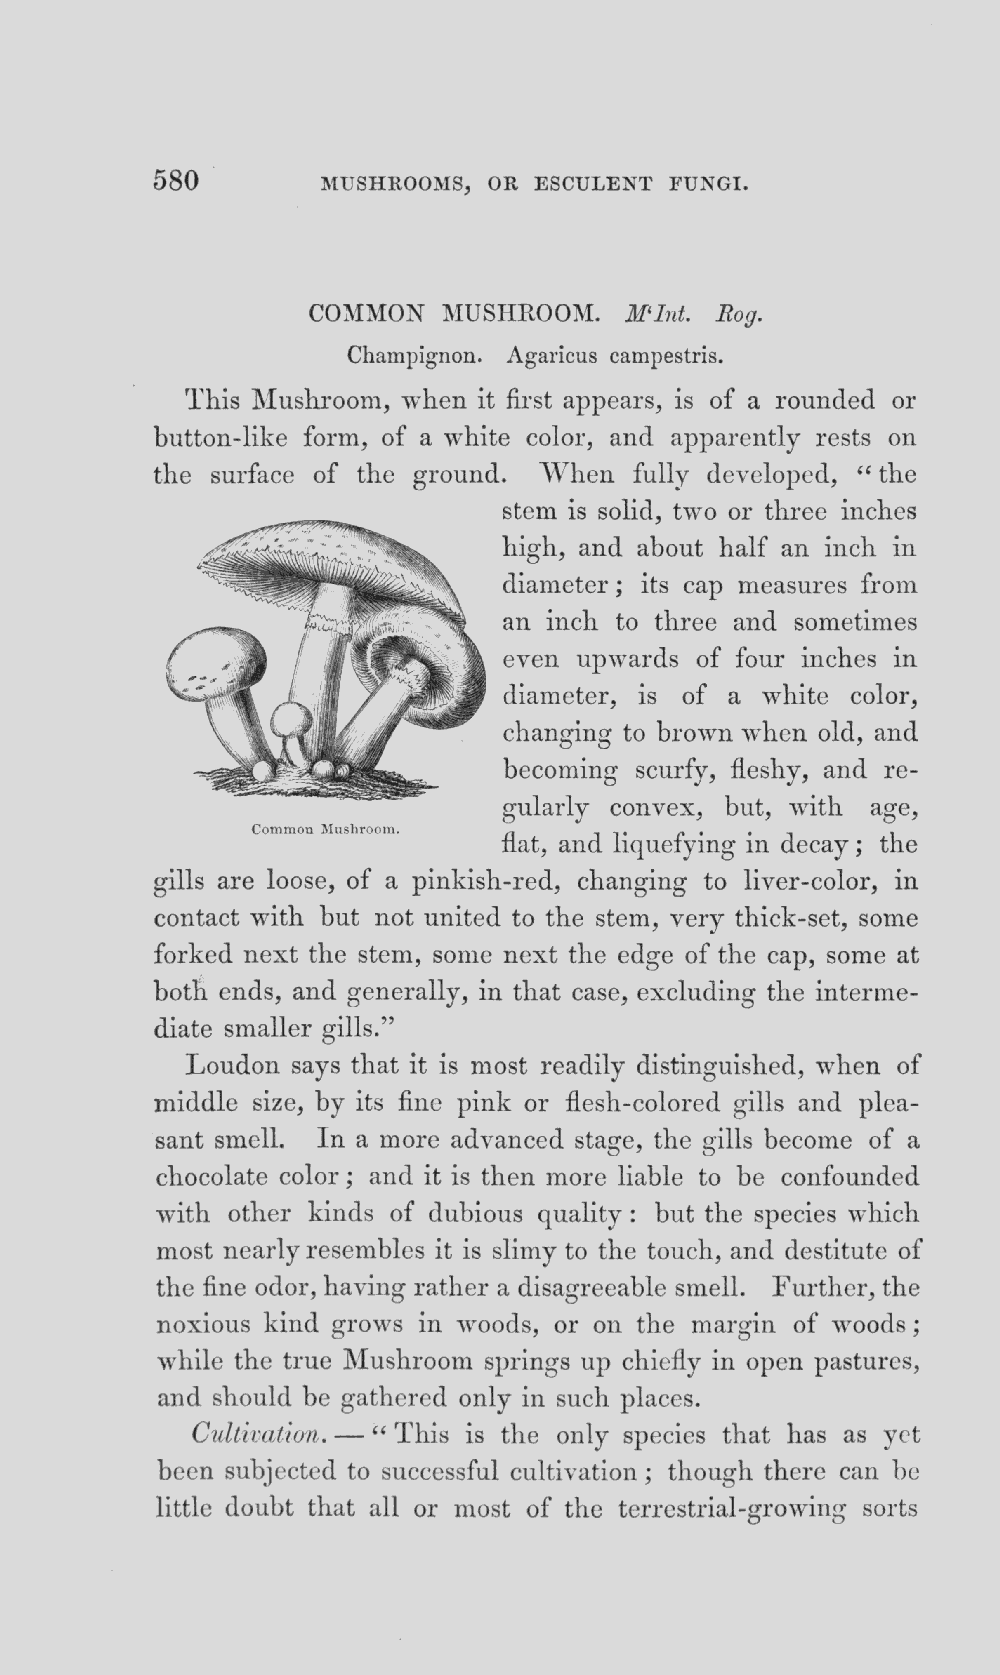 580 MUSHROOMS, OR ESCULENT FUNGI.
COMMON MUSHROOM. M‘Int. Rog.
Champignon. Agaricus campestris.
This Mushroom, when it first appears, is of a rounded or
button-like form, of a white color, and apparently rests on
the surface of the ground. When fully developed, “the
stem is solid, two or three inches
high, and about half an inch in
diameter; its cap measures from
an inch to three and sometimes
even upwards of four inches in
diameter, is of a white color,
changing to brown when old, and
becoming scurfy, fleshy, and re-
gularly convex, but, with age,
flat, and liquefying in decay; the
Common Mushroom.
gills are loose, of a pinkish-red, changing to liver-color, in
contact with but not united to the stem, very thick-set, some
forked next the stem, some next the edge of the cap, some at
both ends, and generally, in that case, excluding the interme-
diate smaller gills.”
Loudon says that it is most readily distinguished, when of
middle size, by its fine pink or flesh-colored gills and plea-
sant smell. In a more advanced stage, the gills become of a
chocolate color; and it is then more liable to be confounded
with other kinds of dubious quality: but the species which
most nearly resembles it is slimy to the touch, and destitute of
the fine odor, having rather a disagreeable smell. Further, the
noxious kind grows in woods, or on the margin of woods;
while the true Mushroom springs up chiefly in open pastures,
and should be gathered only in such places.
Cultivation. — “This is the only species that has as yet
been subjected to successful cultivation; though there can be
little doubt that all or most of the terrestrial-growing sorts